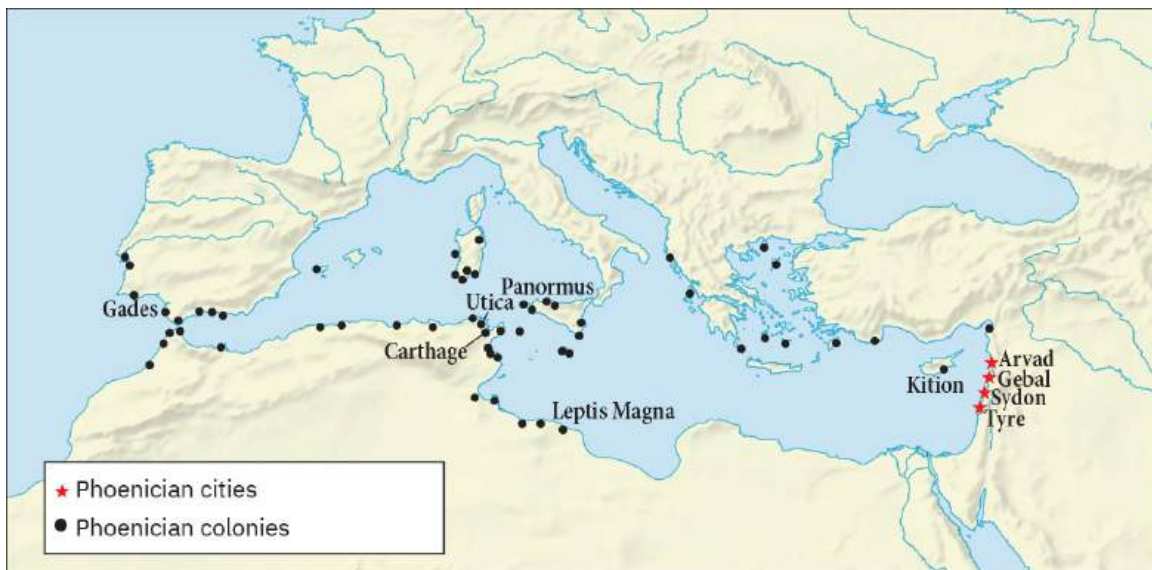 Gades
Utica
Panormus
Carthage
Leptis Magna
Kition
Arvad
Gebal
Sydon
Tyre
Phoenician cities
Phoenician colonies